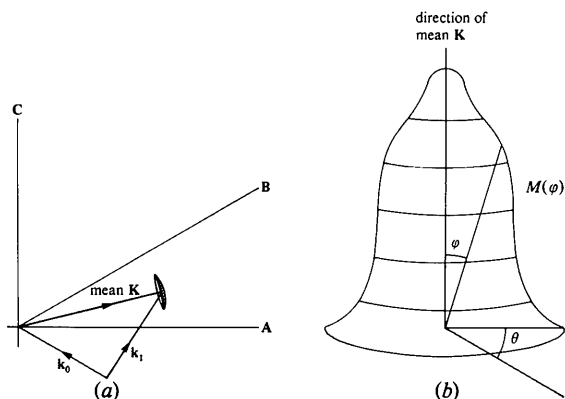 C
B
mean K
A
k₀
k₁
(a)
direction of
mean K
M(φ)
φ
θ
(b)